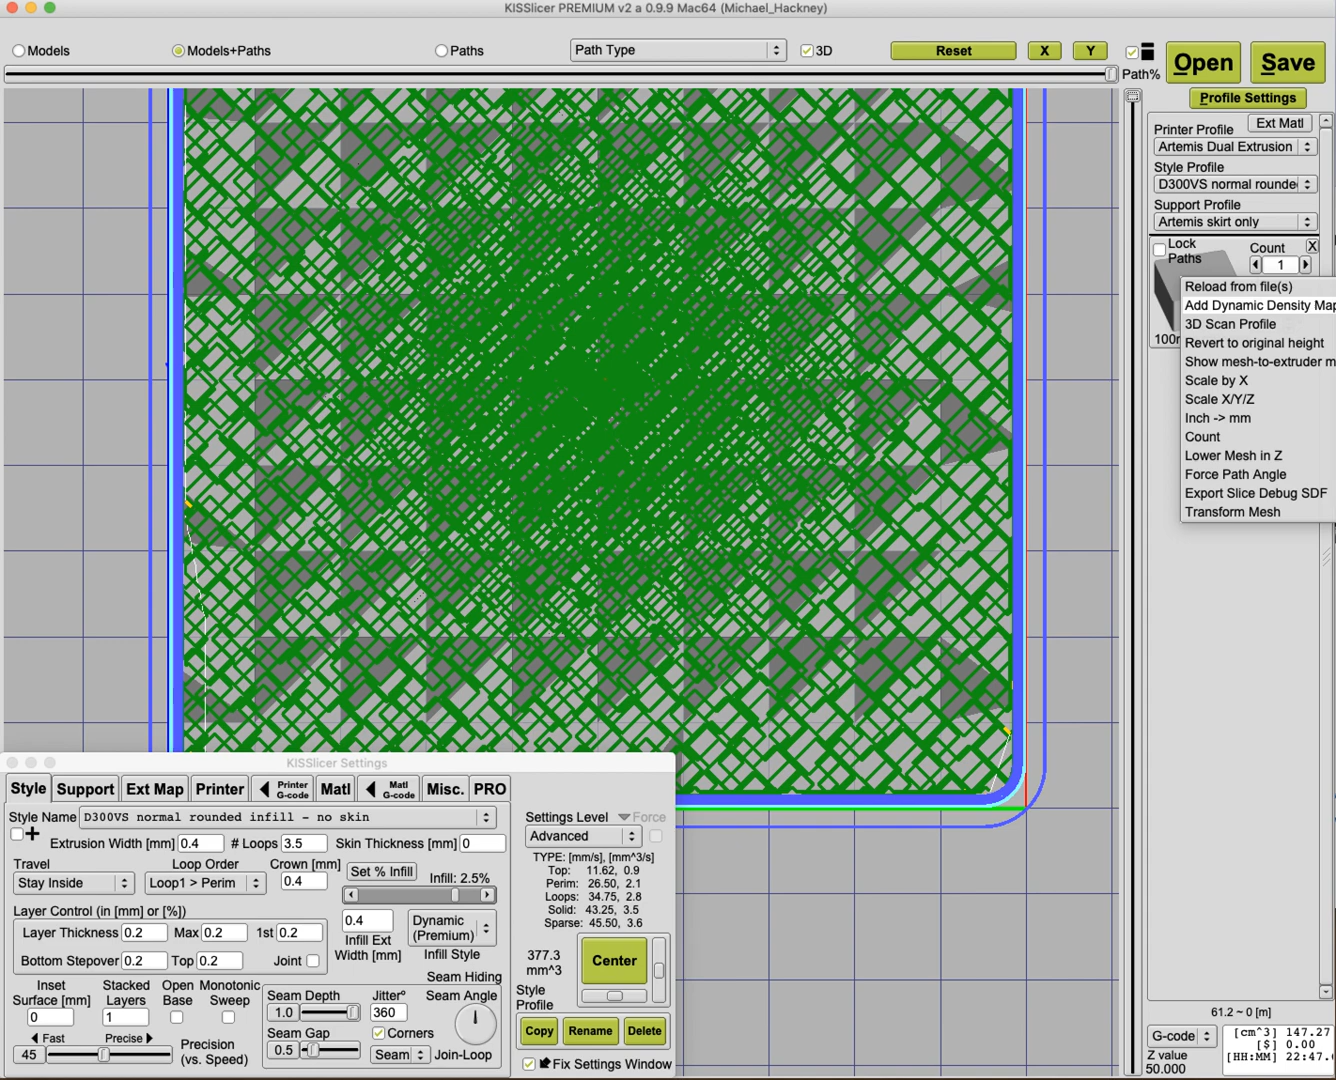 KISSlicer PREMIUM v2 a 0.9.9 Mac64 (Michael_Hackney)
Models
Models+Paths
Paths
Path Type
3D
Reset
X
Y
Open
Save
Path%
Profile Settings
Printer Profile
Ext Matl
Artemis Dual Extrusion
Style Profile
D300VS normal rounde
Support Profile
Artemis skirt only
Lock
Paths
Count
X
1
Reload from file(s)
Add Dynamic Density Map
3D Scan Profile
Revert to original height
Show mesh-to-extruder m
Scale by X
Scale X/Y/Z
Inch -> mm
Count
Lower Mesh in Z
Force Path Angle
Export Slice Debug SDF
Transform Mesh
KISSlicer Settings
Style
Support
Ext Map
Printer
Printer
G-code
Matl
Matl
G-code
Misc.
PRO
Style Name
D300VS normal rounded infill - no skin
Extrusion Width [mm] 0.4
# Loops 3.5
Skin Thickness [mm] 0
Travel
Stay Inside
Loop Order
Loop1 > Perim
Crown [mm]
0.4
Set % Infill
Infill: 2.5%
Layer Control (in [mm] or [%])
Layer Thickness 0.2
Max 0.2
1st 0.2
Bottom Stepover 0.2
Top 0.2
Joint
0.4
Infill Ext
Width [mm]
Dynamic
(Premium)
Infill Style
Inset
Surface [mm]
0
Stacked
Layers
1
Open
Base
Monotonic
Sweep
Seam Hiding
Seam Depth
1.0
Jitterº
360
Seam Angle
Seam Gap
0.5
Corners
Seam
Join-Loop
Fast
Precise
45
Precision
(vs. Speed)
Settings Level
Force
Advanced
TYPE: [mm/s], [mm^3/s]
Top: 11.62, 0.9
Perim: 26.50, 2.1
Loops: 34.75, 2.8
Solid: 43.25, 3.5
Sparse: 45.50, 3.6
377.3
mm^3
Center
Style
Profile
Copy
Rename
Delete
Fix Settings Window
61.2 ~ 0 [m]
G-code
Z value
50.000
[cm^3] 147.27
[$] 0.00
[HH:MM] 22:47.